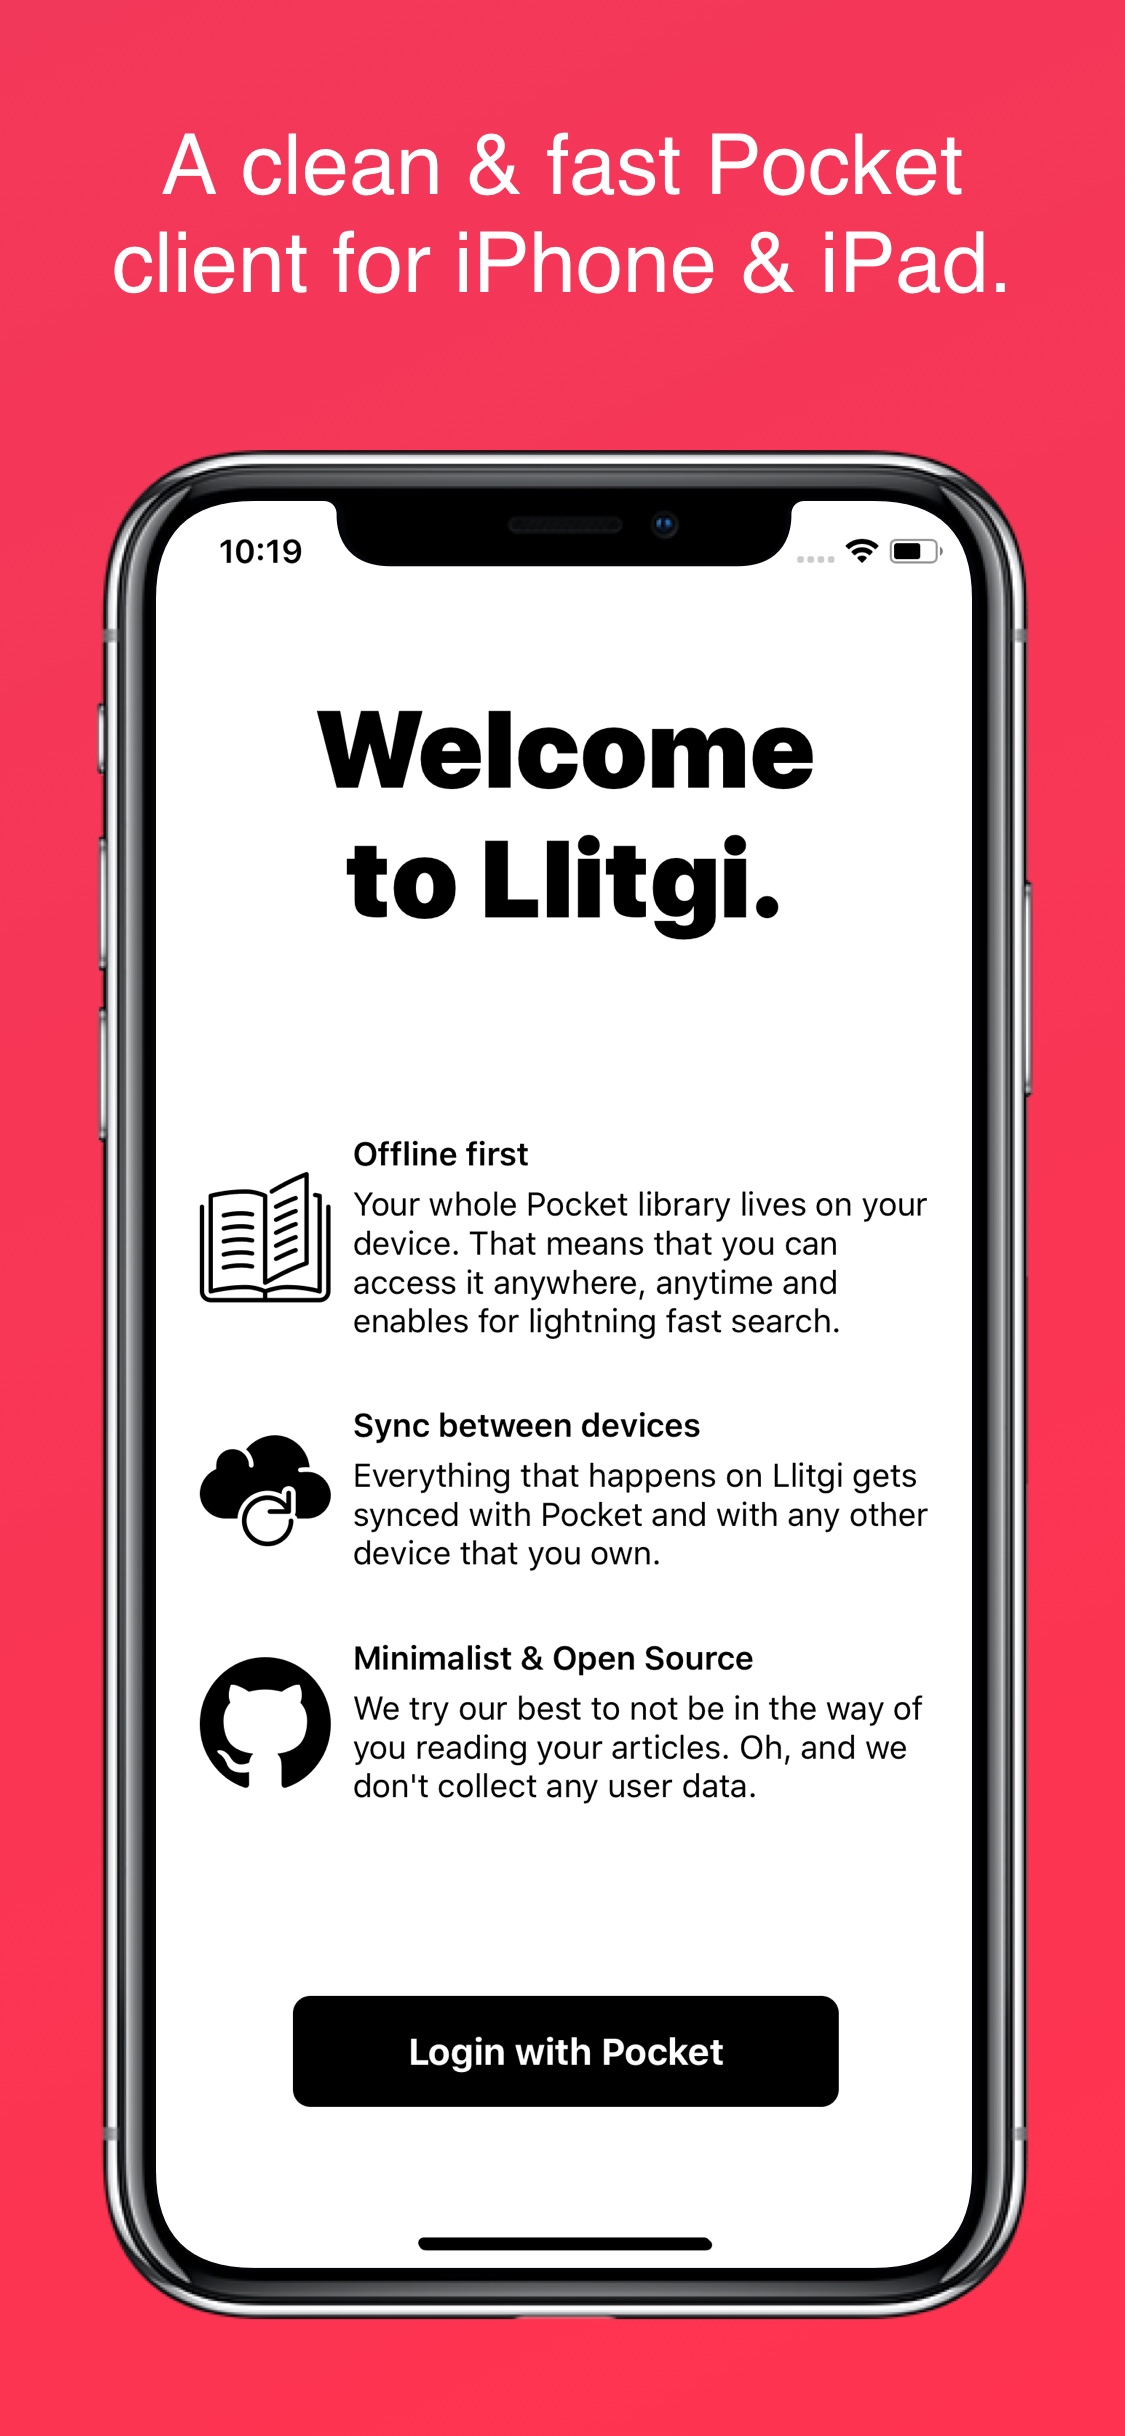 A clean & fast Pocket
client for iPhone & iPad.
10:19
Welcome
to Llitgi.
Offline first
Your whole Pocket library lives on your
device. That means that you can
access it anywhere, anytime and
enables for lightning fast search.
Sync between devices
Everything that happens on Llitgi gets
synced with Pocket and with any other
device that you own.
Minimalist & Open Source
We try our best to not be in the way of
you reading your articles. Oh, and we
don't collect any user data.
Login with Pocket